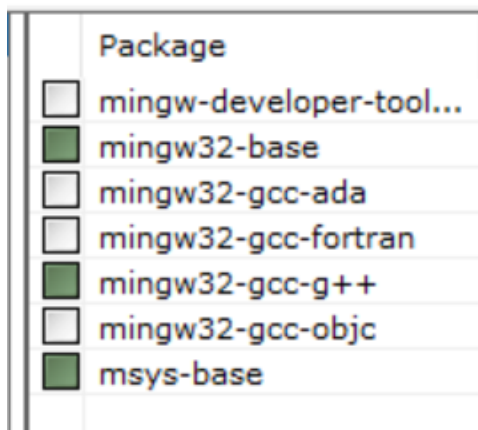 Package
mingw-developer-tool...
mingw32-base
mingw32-gcc-ada
mingw32-gcc-fortran
mingw32-gcc-g++
mingw32-gcc-objc
msys-base